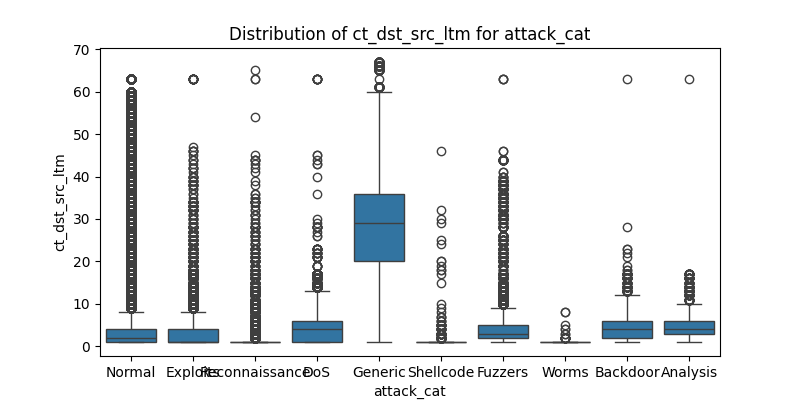 Distribution of ct_dst_src_ltm for attack_cat
70
60
50
40
30
20
10
0
ct_dst_src_ltm
Normal Exploits Reconnaissance DoS Generic Shellcode Fuzzers Worms Backdoor Analysis
attack_cat